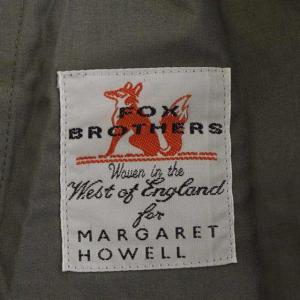 FOX
BROTHERS
Woven in the
West of England
for
MARGARET
HOWELL